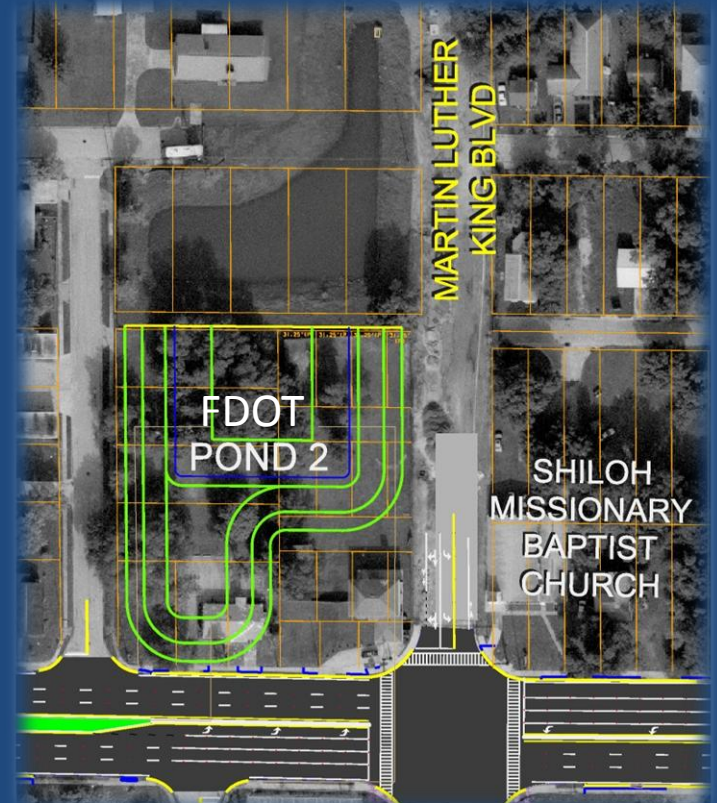 MARTIN LUTHER
KING BLVD
FDOT
POND 2
SHILOH
MISSIONARY
BAPTIST
CHURCH